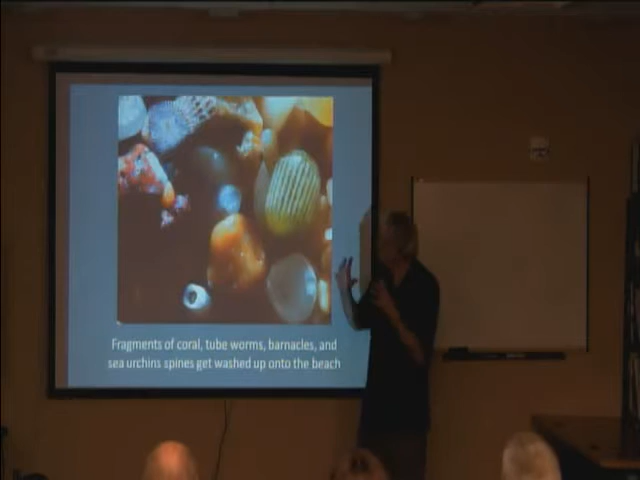 Fragments of coral, tube worms, barnacles, and
sea urchins spines get washed up onto the beach